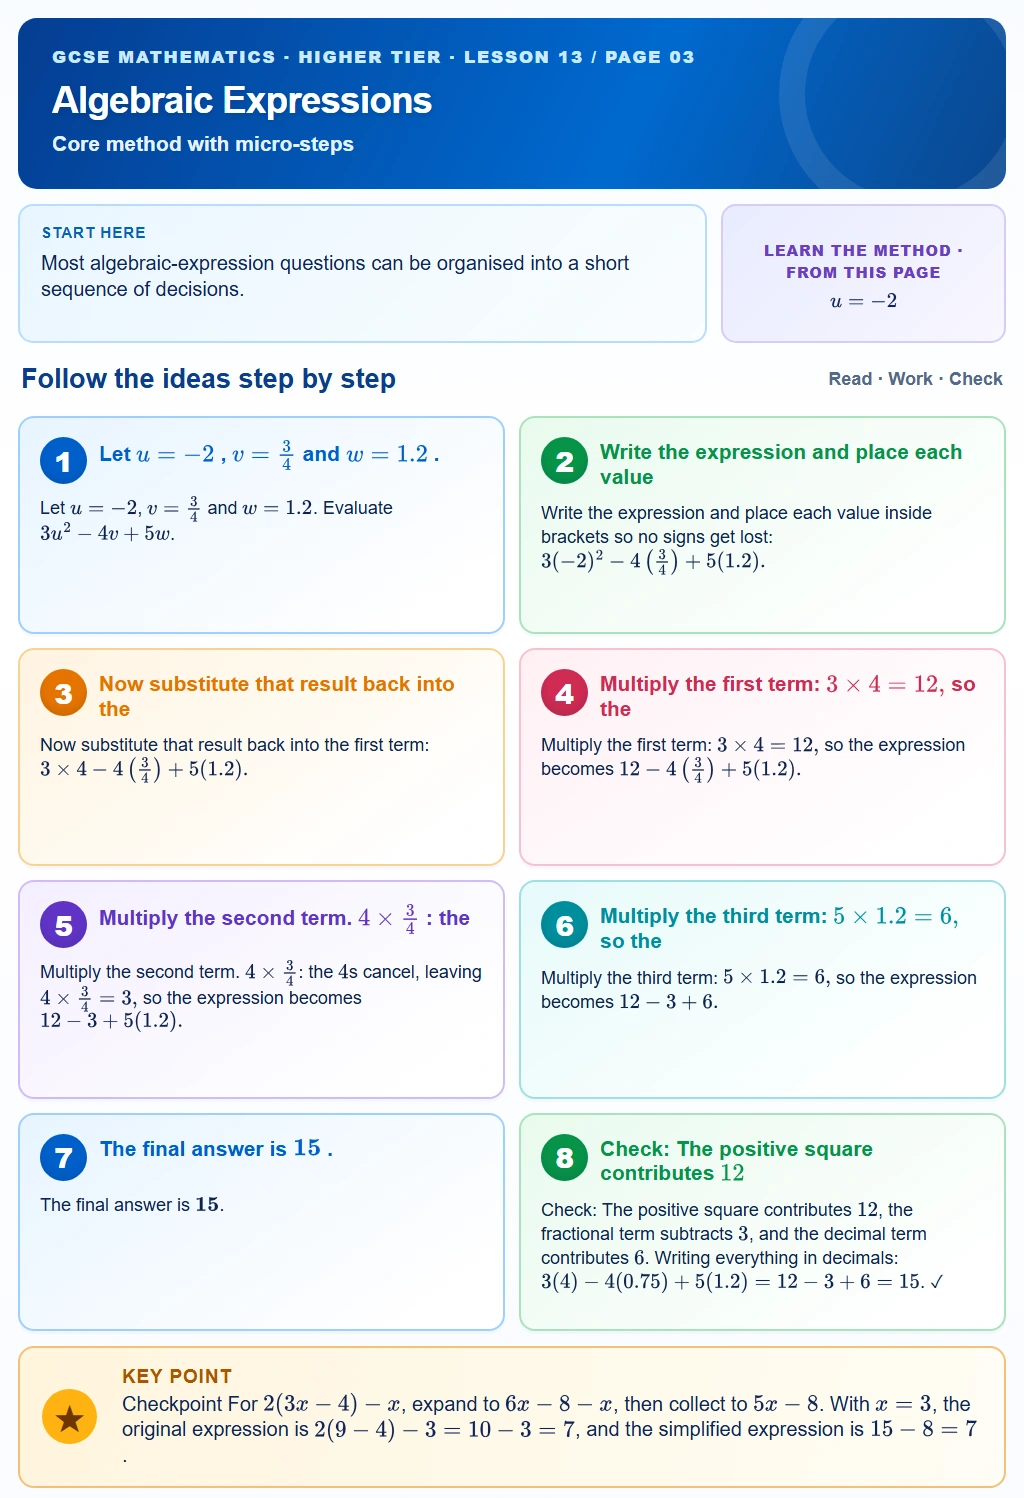 GCSE MATHEMATICS · HIGHER TIER · LESSON 13 / PAGE 03
Algebraic Expressions
Core method with micro-steps
START HERE
Most algebraic-expression questions can be organised into a short
sequence of decisions.
LEARN THE METHOD ·
FROM THIS PAGE
u = −2
Follow the ideas step by step
Read · Work · Check
1
Let u = −2 , v = 3/4 and w = 1.2 .
Let u = −2, v = 3/4 and w = 1.2. Evaluate
3u² − 4v + 5w.
2
Write the expression and place each
value
Write the expression and place each value inside
brackets so no signs get lost:
3(−2)² − 4(3/4) + 5(1.2).
3
Now substitute that result back into
the
Now substitute that result back into the first term:
3 × 4 − 4(3/4) + 5(1.2).
4
Multiply the first term: 3 × 4 = 12, so
the
Multiply the first term: 3 × 4 = 12, so the expression
becomes 12 − 4(3/4) + 5(1.2).
5
Multiply the second term. 4 × 3/4 : the
Multiply the second term. 4 × 3/4: the 4s cancel, leaving
4 × 3/4 = 3, so the expression becomes
12 − 3 + 5(1.2).
6
Multiply the third term: 5 × 1.2 = 6,
so the
Multiply the third term: 5 × 1.2 = 6, so the expression
becomes 12 − 3 + 6.
7
The final answer is 15 .
The final answer is 15.
8
Check: The positive square
contributes 12
Check: The positive square contributes 12, the
fractional term subtracts 3, and the decimal term
contributes 6. Writing everything in decimals:
3(4) − 4(0.75) + 5(1.2) = 12 − 3 + 6 = 15. ✓
KEY POINT
Checkpoint For 2(3x − 4) − x, expand to 6x − 8 − x, then collect to 5x − 8. With x = 3, the
original expression is 2(9 − 4) − 3 = 10 − 3 = 7, and the simplified expression is 15 − 8 = 7
.